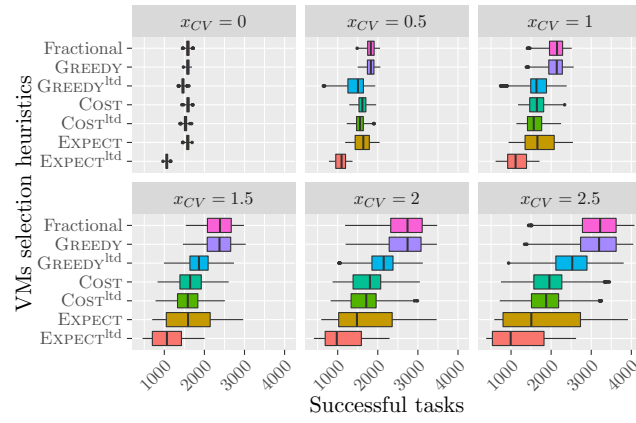 x_CV = 0
x_CV = 0.5
x_CV = 1
Fractional
GREEDY
GREEDY^ltd
COST
COST^ltd
EXPECT
EXPECT^ltd
x_CV = 1.5
x_CV = 2
x_CV = 2.5
Fractional
GREEDY
GREEDY^ltd
COST
COST^ltd
EXPECT
EXPECT^ltd
1000 2000 3000 4000
1000 2000 3000 4000
1000 2000 3000 4000
Successful tasks
VMs selection heuristics